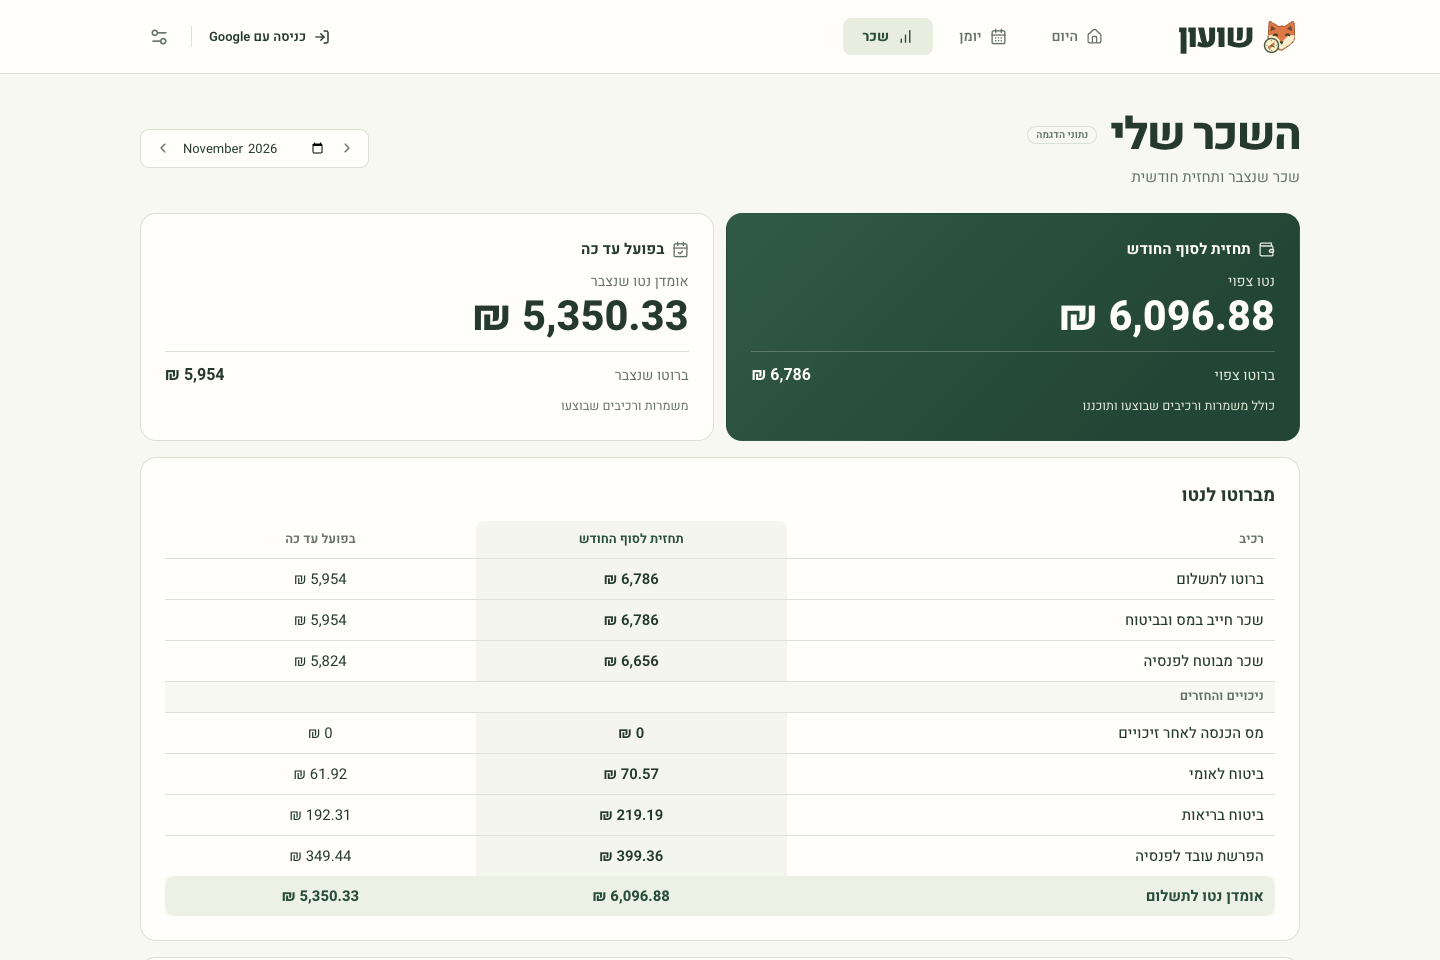 שועון
היום
יומן
שכר
כניסה עם Google
השכר שלי
נתוני הדגמה
שכר שנצבר ותחזית חודשית
November 2026
תחזית לסוף החודש
נטו צפוי
6,096.88 ₪
ברוטו צפוי 6,786 ₪
כולל משמרות ורכיבים שבוצעו ותוכננו
בפועל עד כה
אומדן נטו שנצבר
5,350.33 ₪
ברוטו שנצבר 5,954 ₪
משמרות ורכיבים שבוצעו
מברוטו לנטו
רכיב תחזית לסוף החודש בפועל עד כה
ברוטו לתשלום 6,786 ₪ 5,954 ₪
שכר חייב במס ובביטוח 6,786 ₪ 5,954 ₪
שכר מבוטח לפנסיה 6,656 ₪ 5,824 ₪
ניכויים והחזרים
מס הכנסה לאחר זיכויים 0 ₪ 0 ₪
ביטוח לאומי 70.57 ₪ 61.92 ₪
ביטוח בריאות 219.19 ₪ 192.31 ₪
הפרשת עובד לפנסיה 399.36 ₪ 349.44 ₪
אומדן נטו לתשלום 6,096.88 ₪ 5,350.33 ₪